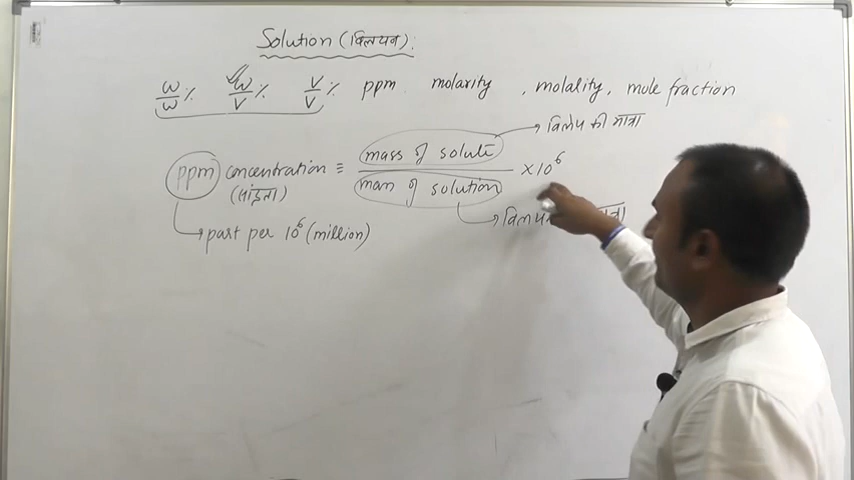 Solution (विलयन):
w/w % w/v % v/v % ppm. molarity , molality, mole fraction
→ विलेय की मात्रा
ppm concentration ≡ mass of solute / mass of solution × 10⁶
(सांद्रता)
→ part per 10⁶ (million)